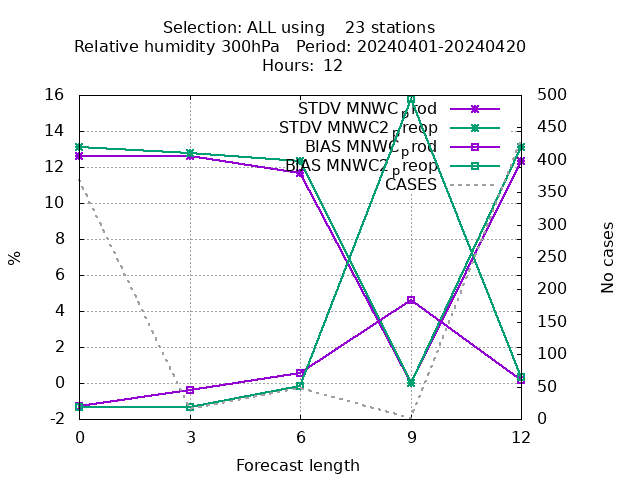 Selection: ALL using    23 stations
Relative humidity 300hPa   Period: 20240401-20240420
Hours:  12
STDV MNWC_prod
STDV MNWC2_preop
BIAS MNWC_prod
BIAS MNWC2_preop
CASES
16
14
12
10
8
6
4
2
0
-2
%
500
450
400
350
300
250
200
150
100
50
0
No cases
0 3 6 9 12
Forecast length